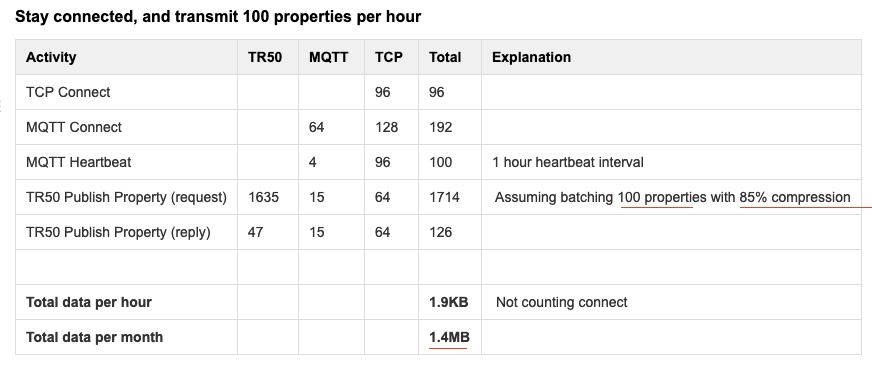 Stay connected, and transmit 100 properties per hour
Activity TR50 MQTT TCP Total Explanation
TCP Connect 96 96
MQTT Connect 64 128 192
MQTT Heartbeat 4 96 100 1 hour heartbeat interval
TR50 Publish Property (request) 1635 15 64 1714 Assuming batching 100 properties with 85% compression
TR50 Publish Property (reply) 47 15 64 126
Total data per hour 1.9KB Not counting connect
Total data per month 1.4MB